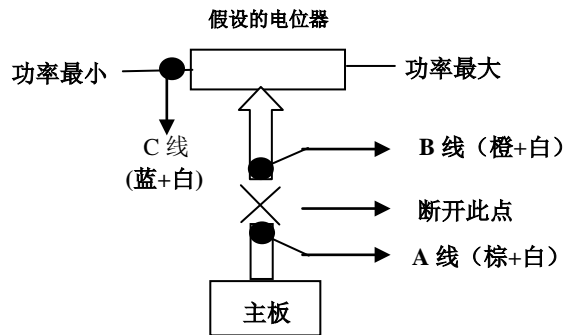 假设的电位器
功率最小
功率最大
C 线
(蓝+白)
B 线（橙+白）
断开此点
A 线（棕+白）
主板